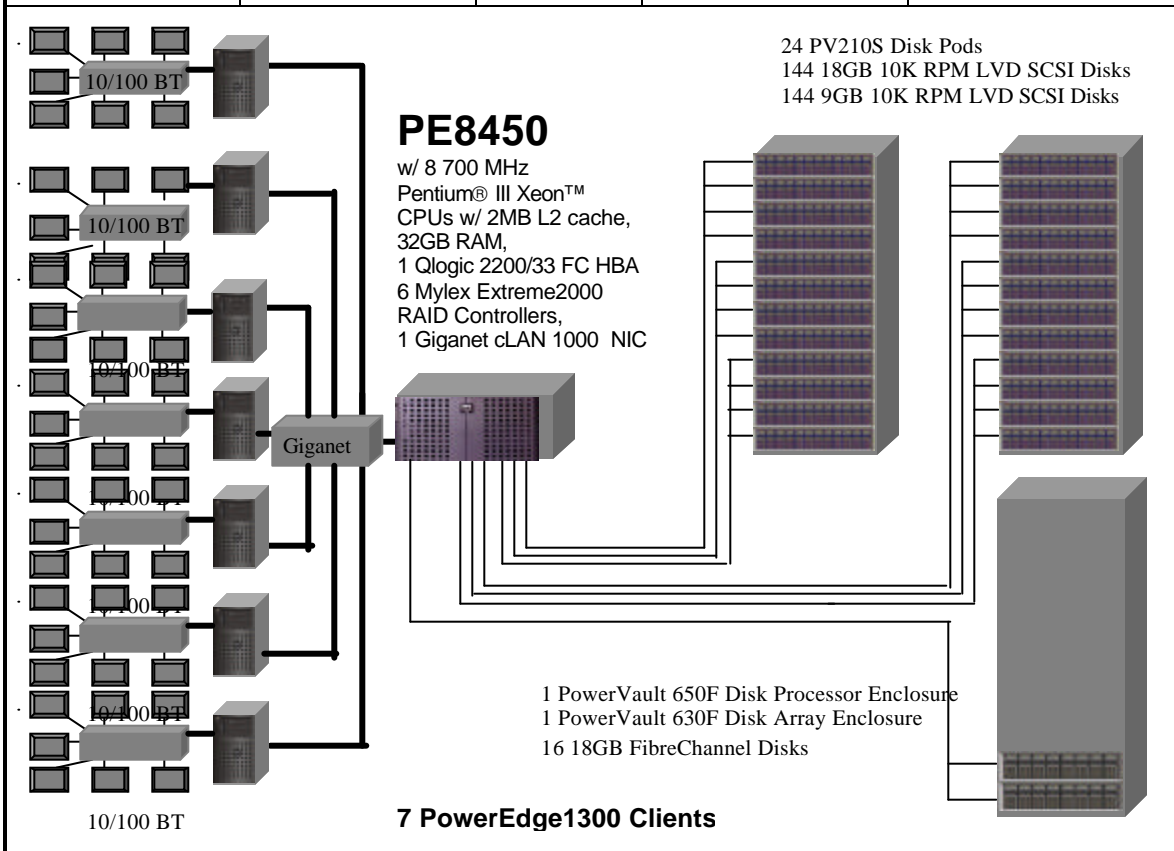 24 PV210S Disk Pods
144 18GB 10K RPM LVD SCSI Disks
144 9GB 10K RPM LVD SCSI Disks
10/100 BT
PE8450
w/ 8 700 MHz
Pentium® III Xeon™
CPUs w/ 2MB L2 cache,
32GB RAM,
1 Qlogic 2200/33 FC HBA
6 Mylex Extreme2000
RAID Controllers,
1 Giganet cLAN 1000 NIC
10/100 BT
10/100 BT
Giganet
10/100 BT
10/100 BT
10/100 BT
10/100 BT
1 PowerVault 650F Disk Processor Enclosure
1 PowerVault 630F Disk Array Enclosure
16 18GB FibreChannel Disks
7 PowerEdge1300 Clients